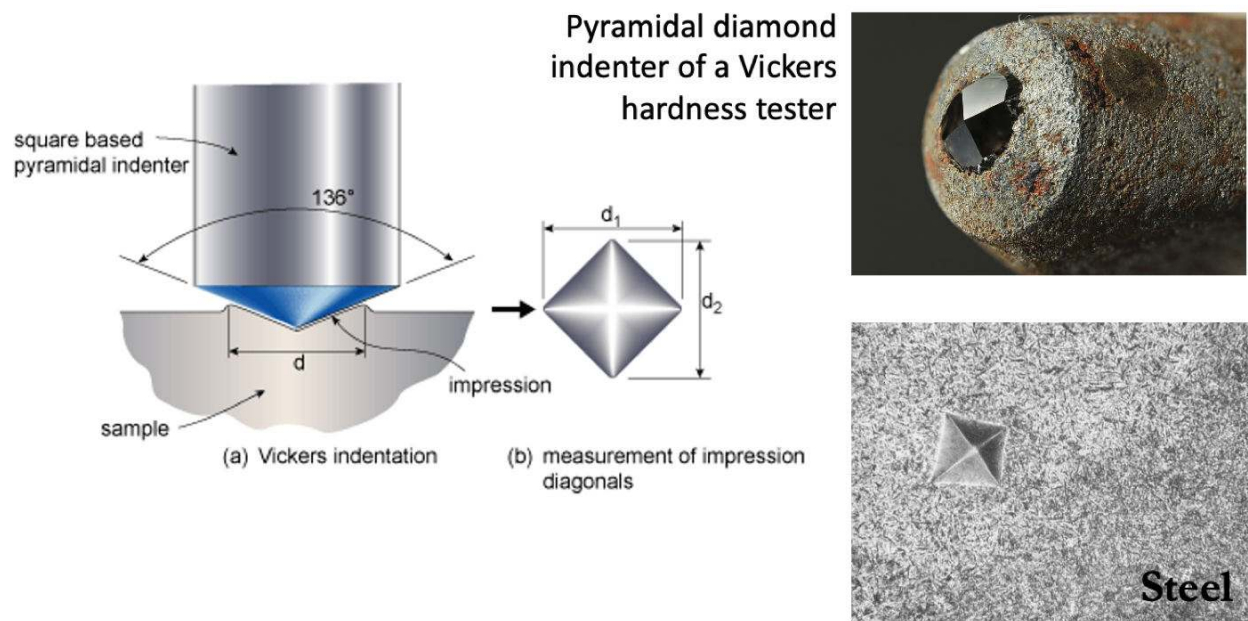 Pyramidal diamond
indenter of a Vickers
hardness tester
square based
pyramidal indenter
136°
d₁
d₂
d
impression
sample
(a) Vickers indentation
(b) measurement of impression
diagonals
Steel